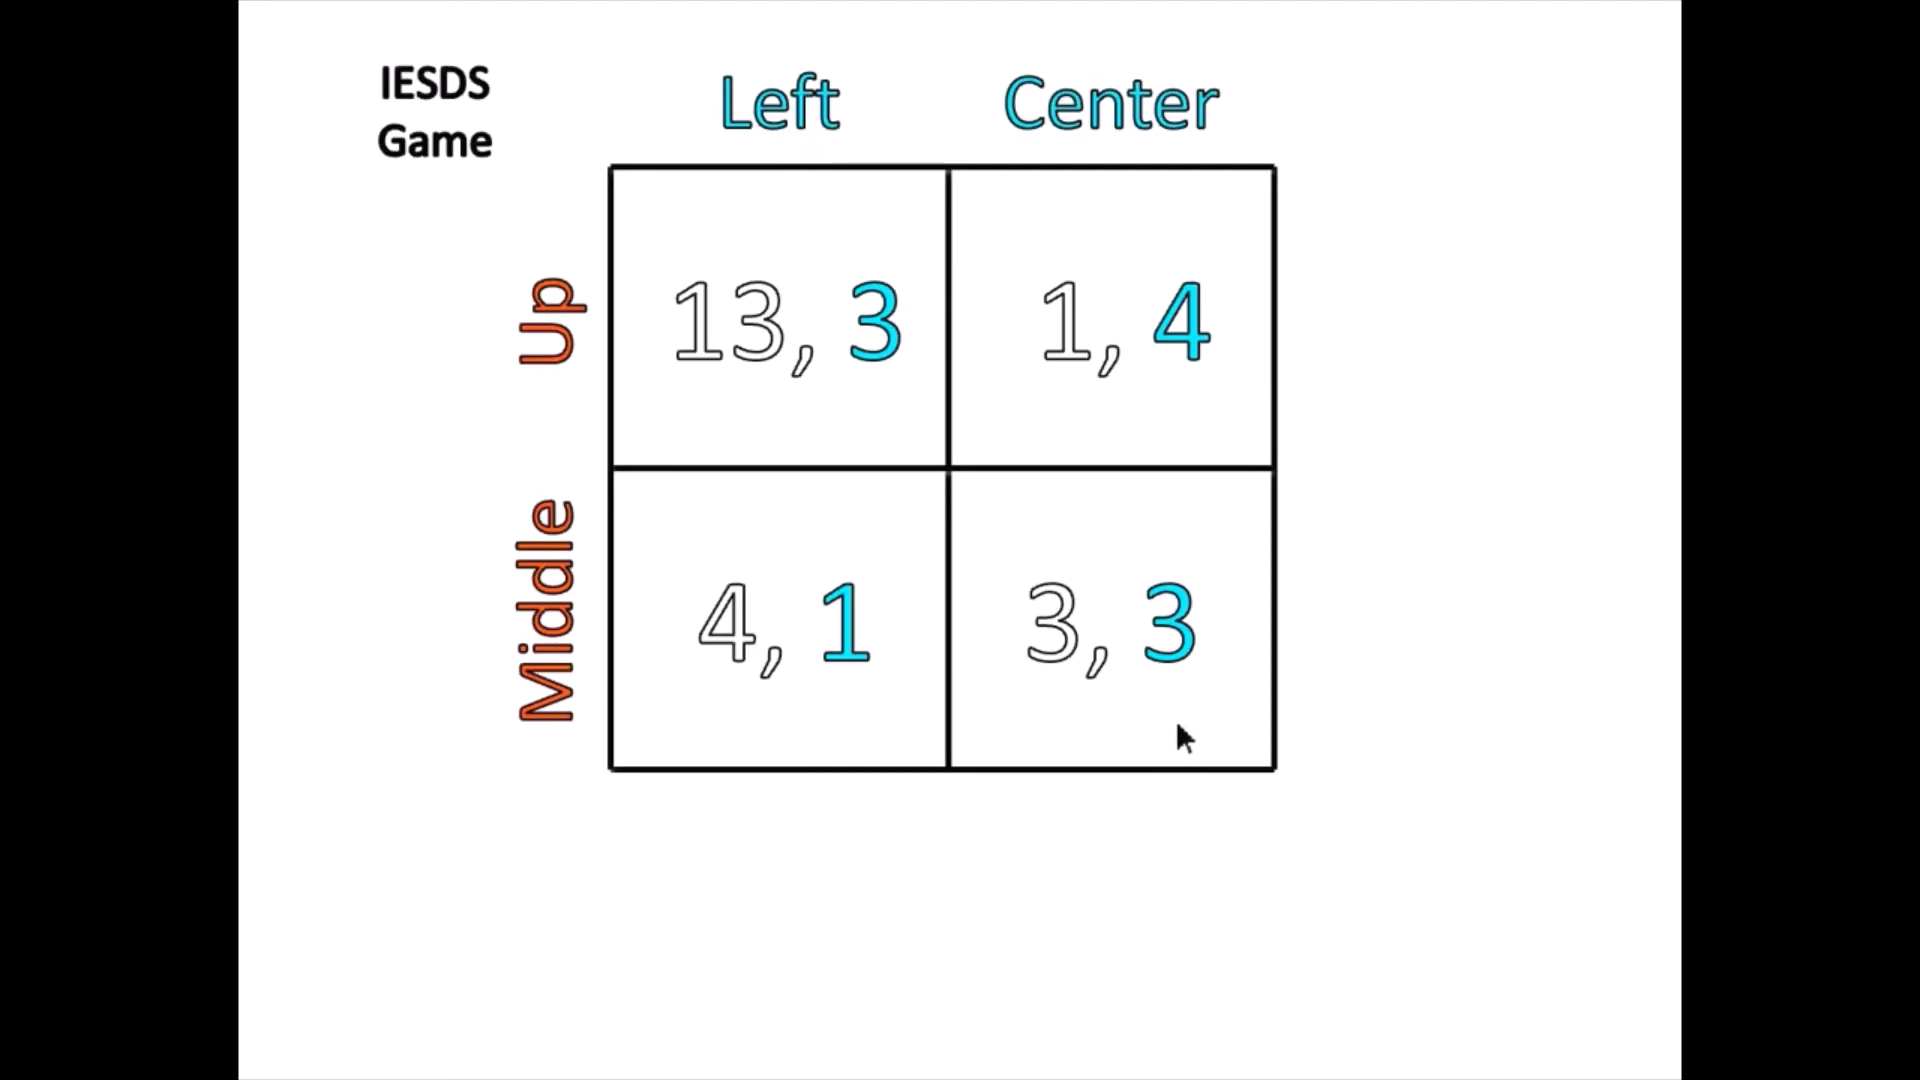 IESDS
Game
Left Center
Up
13, 3 1, 4
Middle
4, 1 3, 3